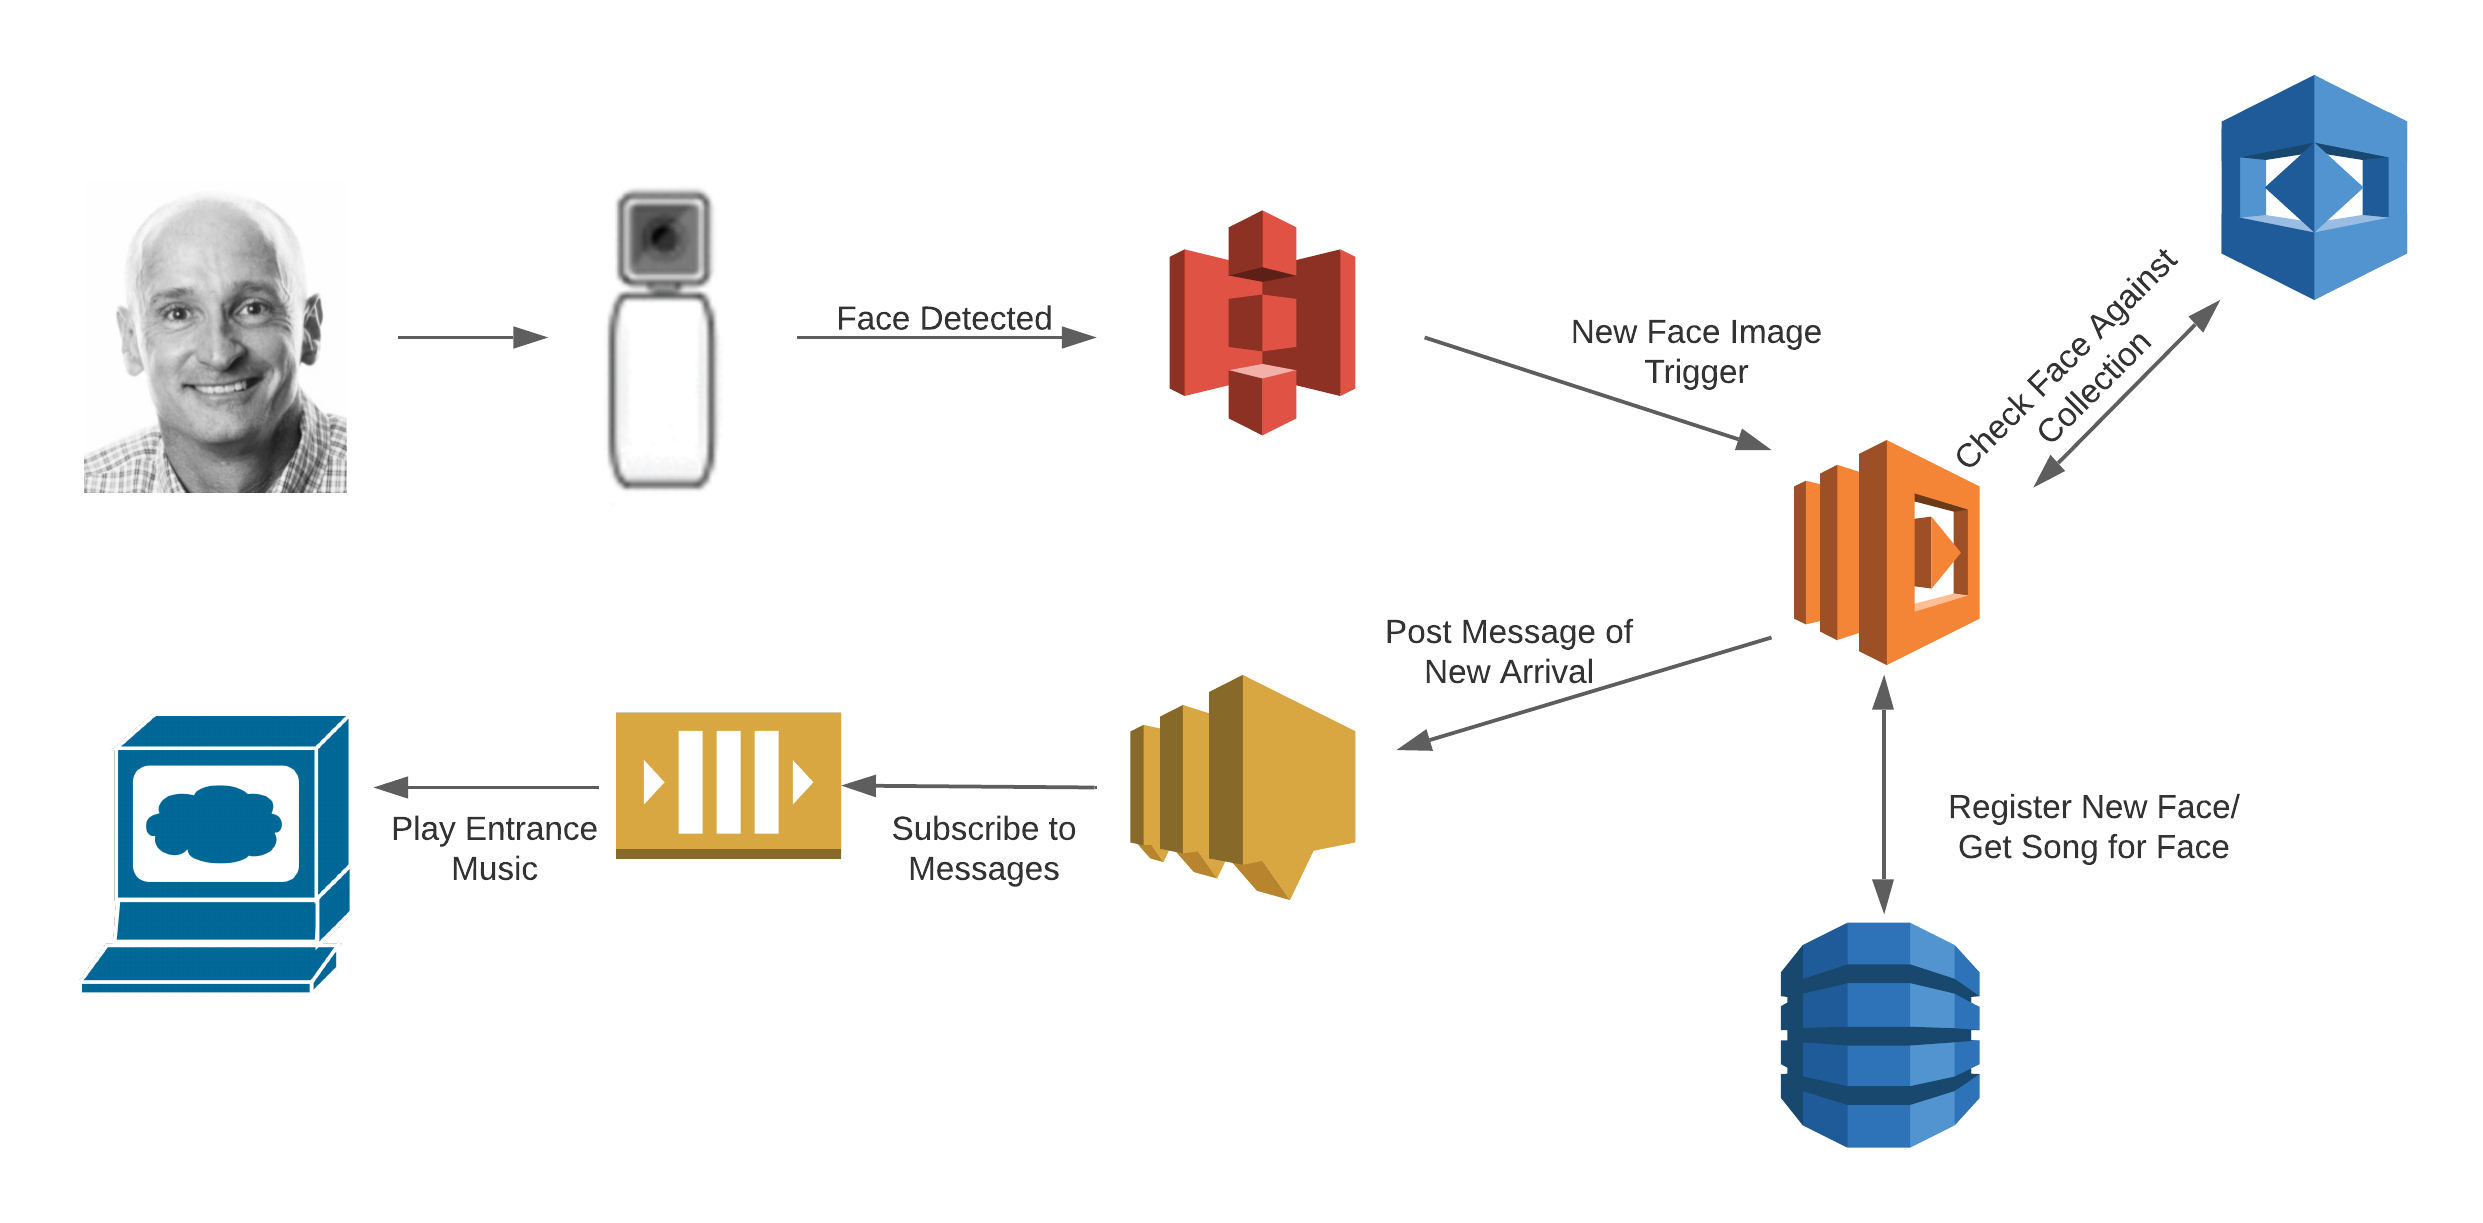 Face Detected
New Face Image
Trigger
Check Face Against
Collection
Post Message of
New Arrival
Register New Face/
Get Song for Face
Subscribe to
Messages
Play Entrance
Music